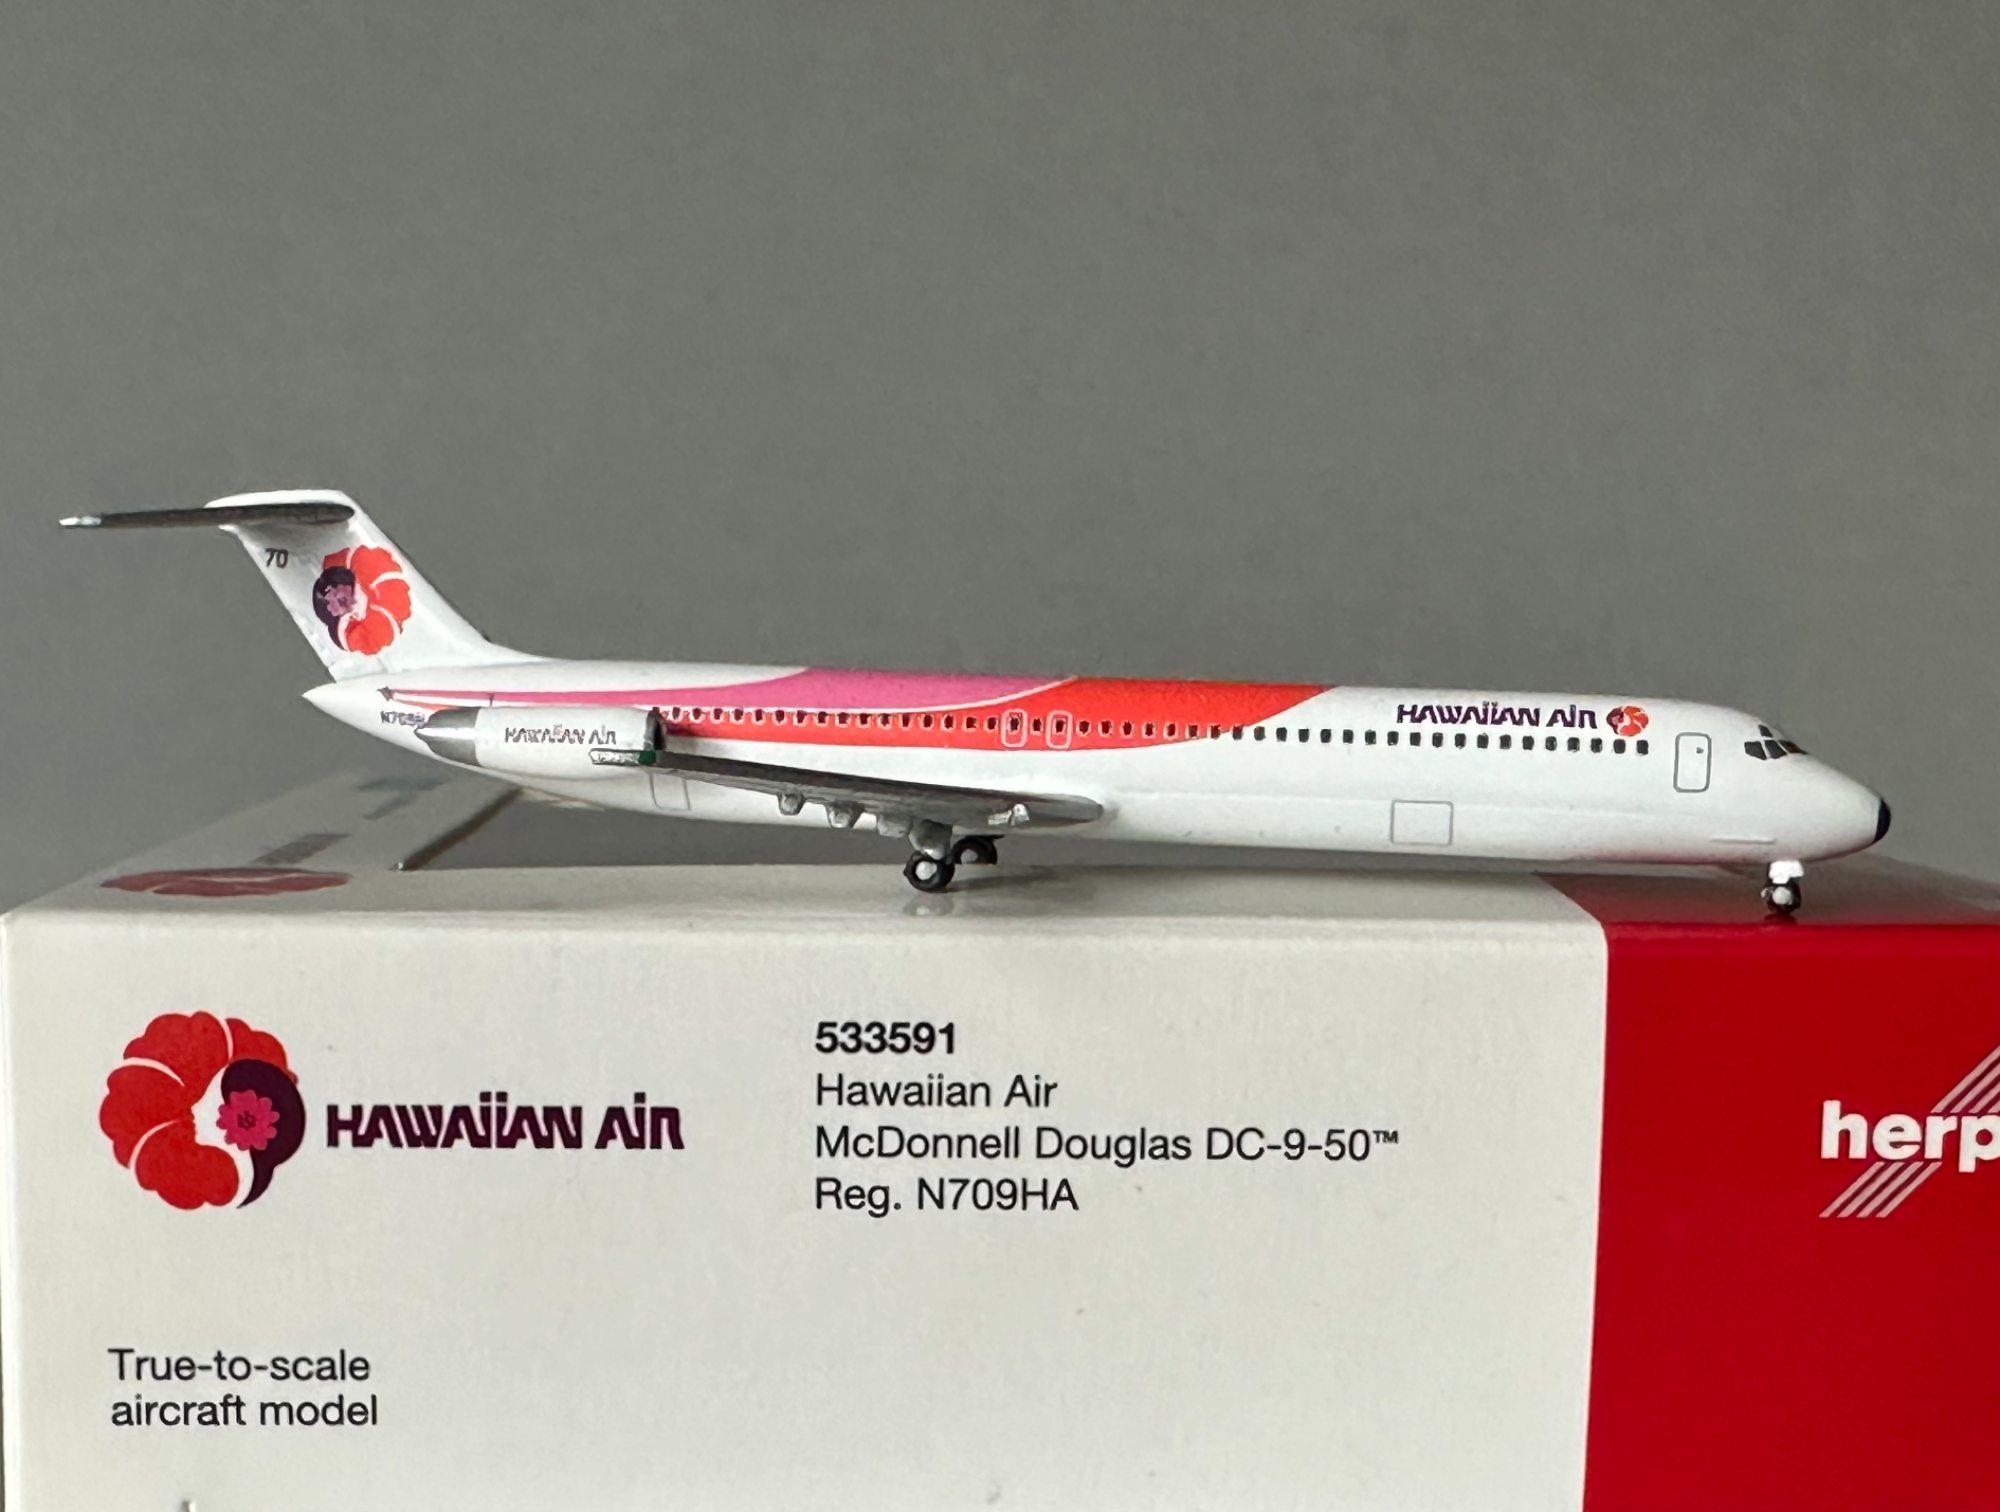 70
HAWAIIAN AIR
HAWAIIAN AIR
HAWAIIAN AIR
533591
Hawaiian Air
McDonnell Douglas DC-9-50™
Reg. N709HA
True-to-scale
aircraft model
herp